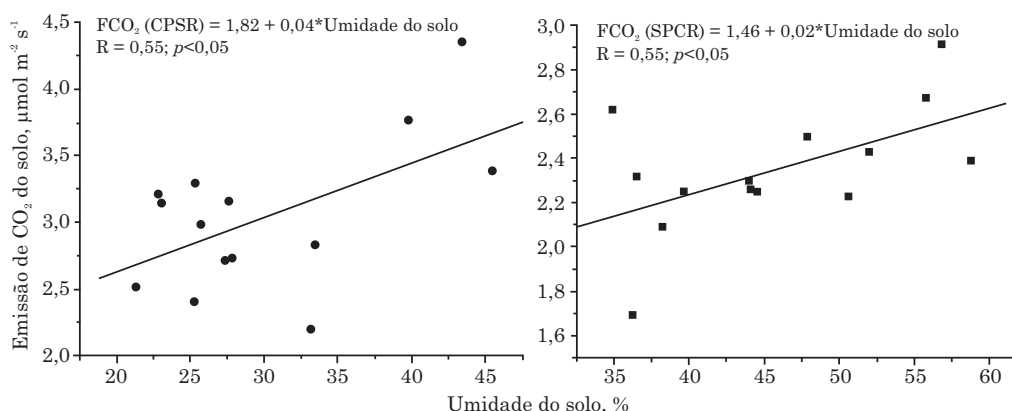 FCO₂ (CPSR) = 1,82 + 0,04*Umidade do solo
R = 0,55; p<0,05
4,5
4,0
3,5
3,0
2,5
2,0
20 25 30 35 40 45
FCO₂ (SPCR) = 1,46 + 0,02*Umidade do solo
R = 0,55; p<0,05
3,0
2,8
2,6
2,4
2,2
2,0
1,8
1,6
35 40 45 50 55 60
Emissão de CO₂ do solo, µmol m⁻² s⁻¹
Umidade do solo, %